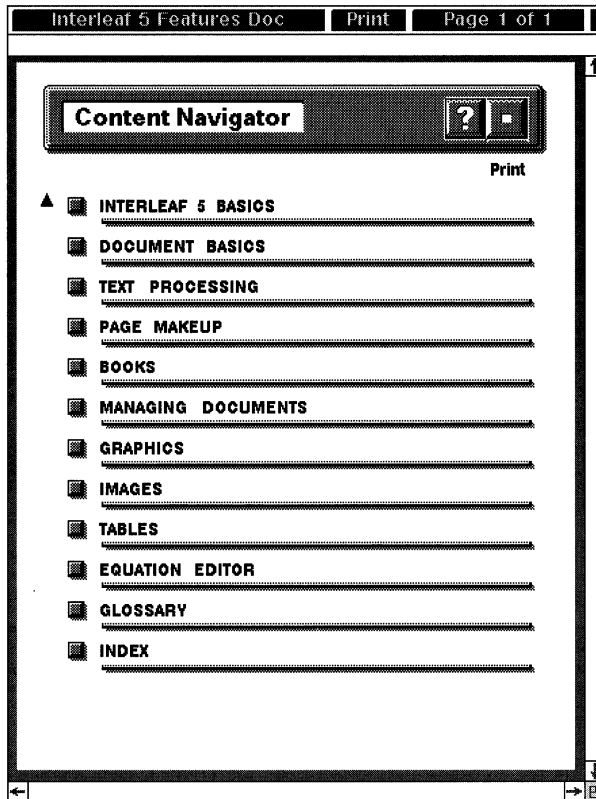 Interleaf 5 Features Doc Print Page 1 of 1
Content Navigator ?
Print
INTERLEAF 5 BASICS
DOCUMENT BASICS
TEXT PROCESSING
PAGE MAKEUP
BOOKS
MANAGING DOCUMENTS
GRAPHICS
IMAGES
TABLES
EQUATION EDITOR
GLOSSARY
INDEX